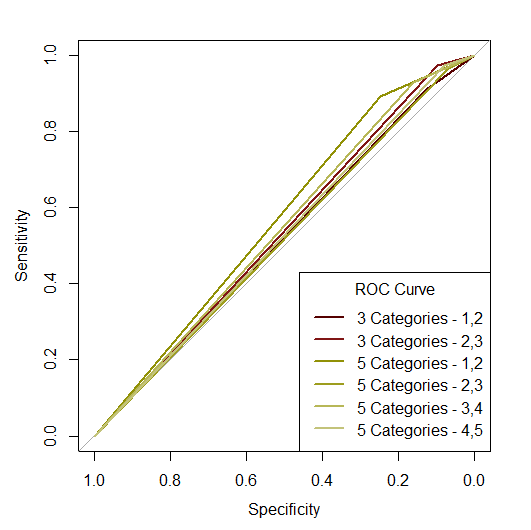 1.0
0.8
0.6
0.4
0.2
0.0
Sensitivity
ROC Curve
3 Categories - 1,2
3 Categories - 2,3
5 Categories - 1,2
5 Categories - 2,3
5 Categories - 3,4
5 Categories - 4,5
1.0 0.8 0.6 0.4 0.2 0.0
Specificity